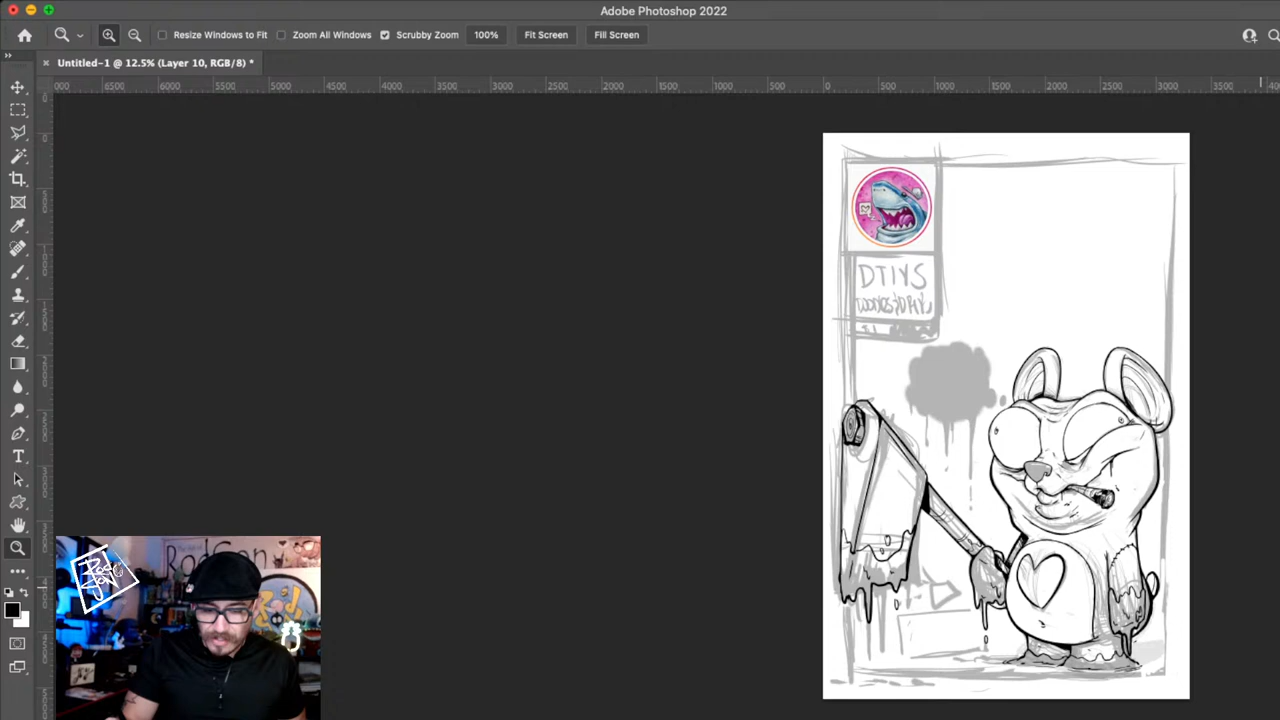 Adobe Photoshop 2022
Resize Windows to Fit Zoom All Windows Scrubby Zoom 100% Fit Screen Fill Screen
× Untitled-1 @ 12.5% (Layer 10, RGB/8) *
000 6500 6000 5500 5000 4500 4000 3500 3000 2500 2000 1500 1000 500 0 500 1000 1500 2000 2500 3000 3500 400
DTIYS
Rod